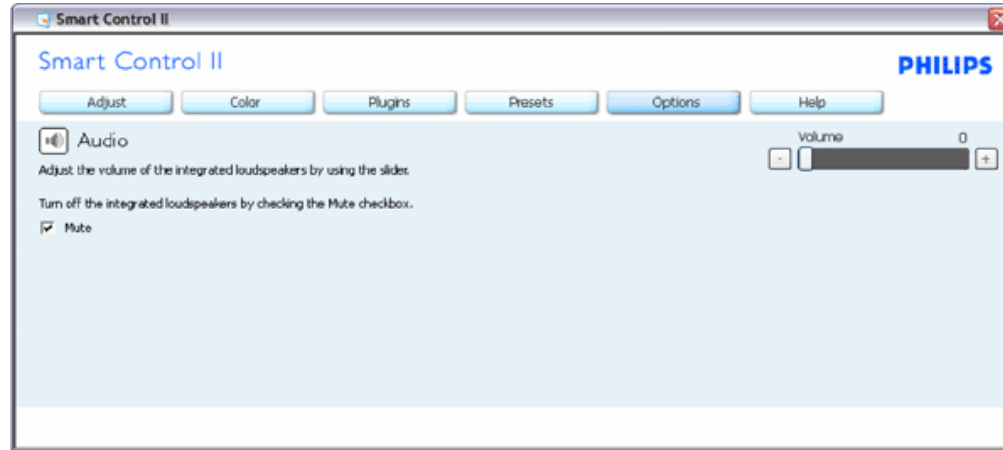 Smart Control II
Smart Control II
PHILIPS
Adjust Color Plugins Presets Options Help
Audio
Volume 0
- +
Adjust the volume of the integrated loudspeakers by using the slider.
Turn off the integrated loudspeakers by checking the Mute checkbox.
Mute